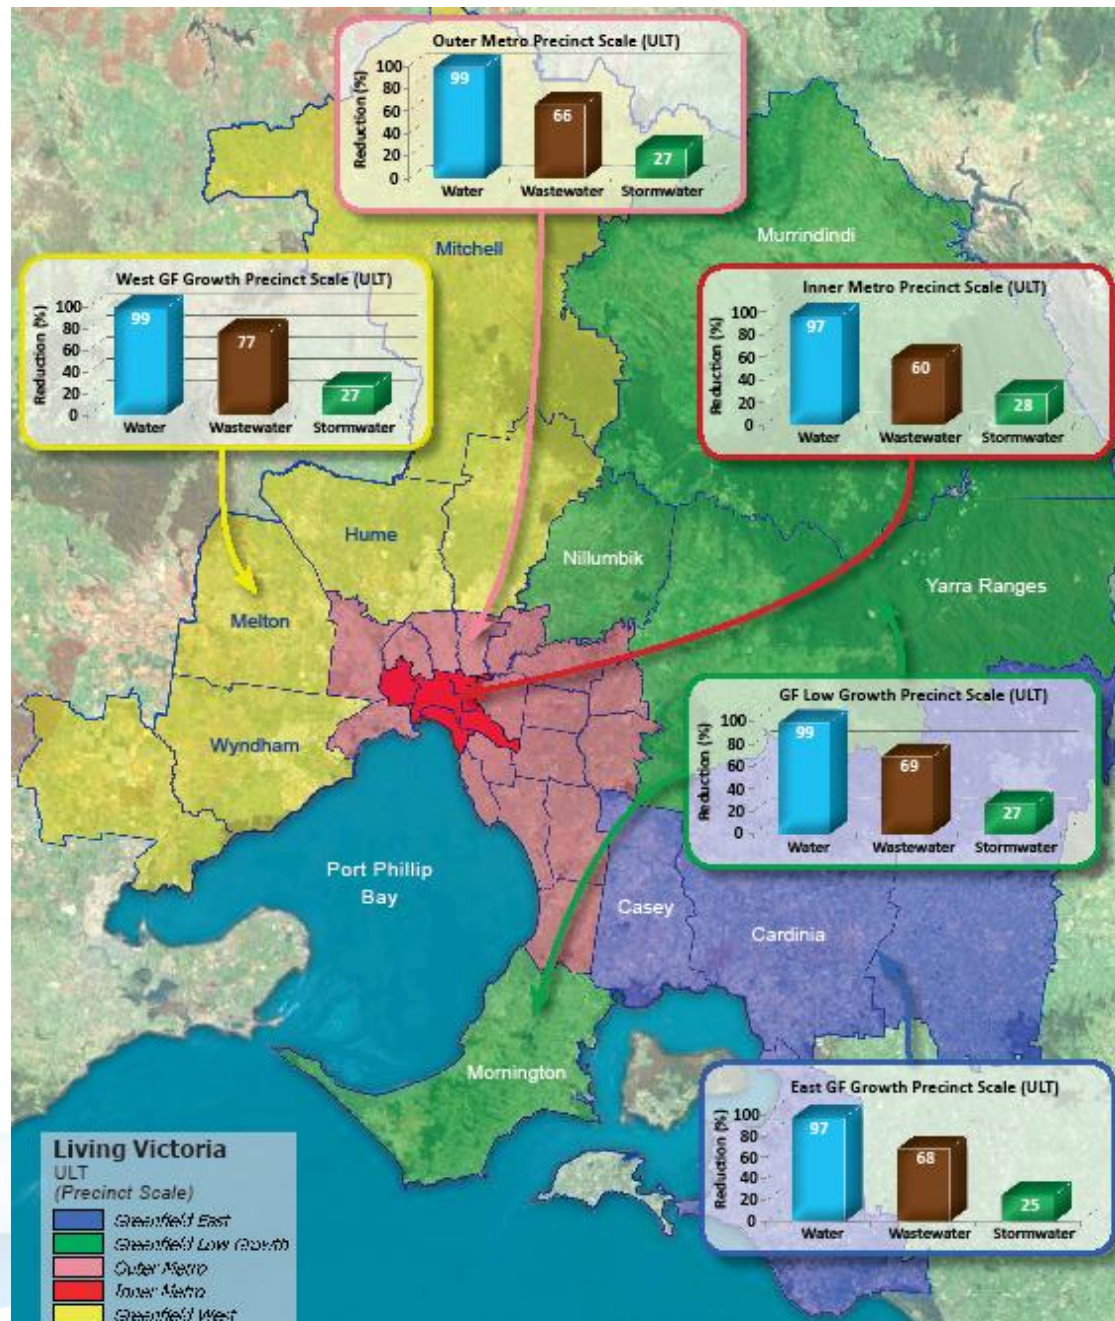 Outer Metro Precinct Scale (ULT)
Reduction (%)
100
80
60
40
20
0
99
66
27
Water
Wastewater
Stormwater
Mitchell
Murrindindi
West GF Growth Precinct Scale (ULT)
Reduction (%)
100
80
60
40
20
0
99
77
27
Water
Wastewater
Stormwater
Inner Metro Precinct Scale (ULT)
Reduction (%)
100
80
60
40
20
0
97
60
28
Water
Wastewater
Stormwater
Hume
Nillumbik
Yarra Ranges
Melton
Wyndham
GF Low Growth Precinct Scale (ULT)
Reduction (%)
100
80
60
40
20
0
99
69
27
Water
Wastewater
Stormwater
Port Phillip
Bay
Casey
Cardinia
Mornington
East GF Growth Precinct Scale (ULT)
Reduction (%)
100
80
60
40
20
0
97
68
25
Water
Wastewater
Stormwater
Living Victoria
ULT
(Precinct Scale)
Greenfield East
Greenfield Low Growth
Outer Metro
Inner Metro
Greenfield West